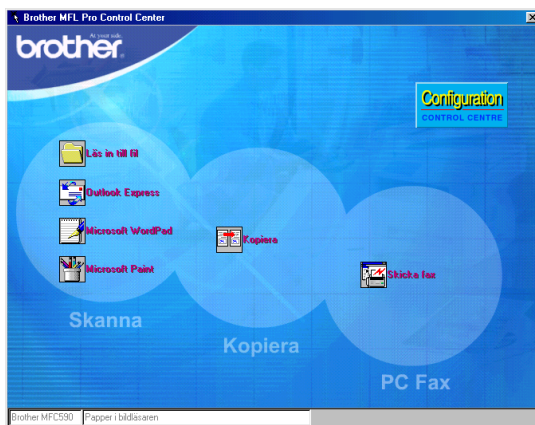 Brother MFL Pro Control Center
At your side.
brother
Configuration
CONTROL CENTRE
Läs in till fil
Outlook Express
Microsoft WordPad
Microsoft Paint
Kopiera
Skicka fax
Skanna
Kopiera
PC Fax
Brother MFC590 Papper i bildläsaren